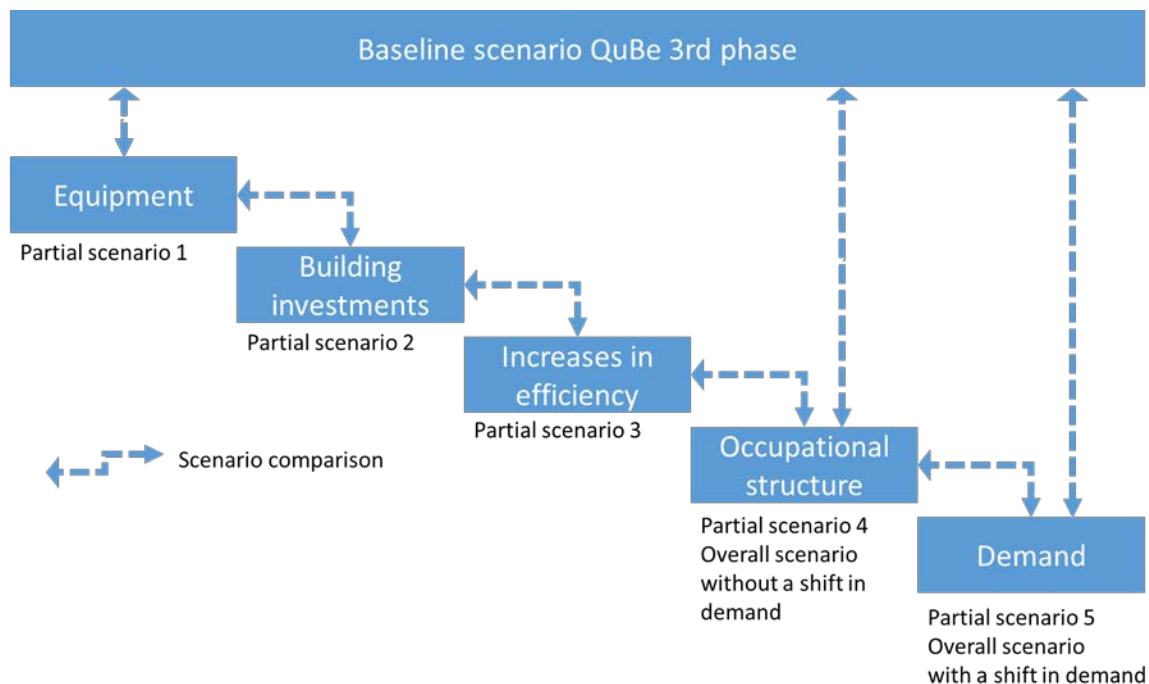 Baseline scenario QuBe 3rd phase
Equipment
Partial scenario 1
Building
investments
Partial scenario 2
Increases in
efficiency
Partial scenario 3
Scenario comparison
Occupational
structure
Partial scenario 4
Overall scenario
without a shift in
demand
Demand
Partial scenario 5
Overall scenario
with a shift in demand